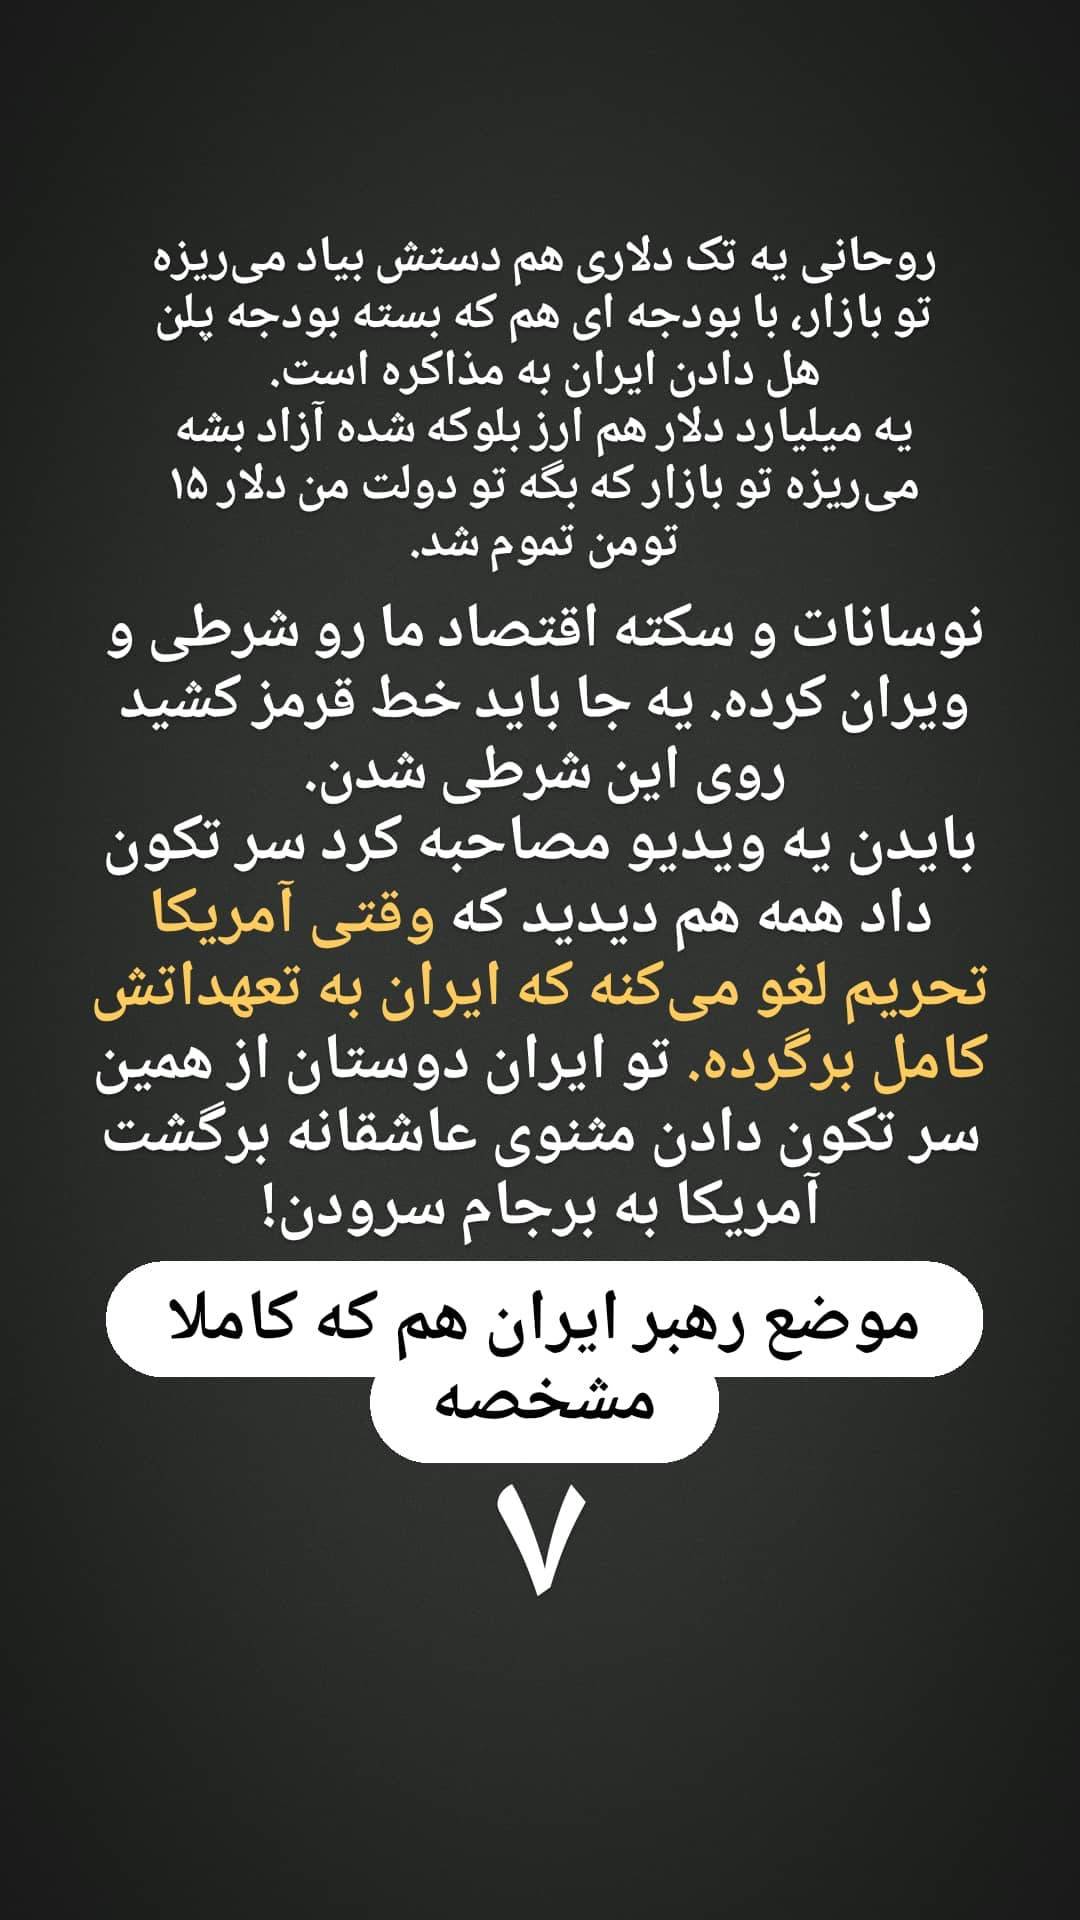 روحانی یه تک دلاری هم دستش بیاد می‌ریزه
تو بازار، با بودجه ای هم که بسته بودجه پلن
هل دادن ایران به مذاکره است.
یه میلیارد دلار هم ارز بلوکه شده آزاد بشه
می‌ریزه تو بازار که بگه تو دولت من دلار ۱۵
تومن تموم شد.
نوسانات و سکته اقتصاد ما رو شرطی و
ویران کرده. یه جا باید خط قرمز کشید
روی این شرطی شدن.
بایدن یه ویدیو مصاحبه کرد سر تکون
داد همه هم دیدید که وقتی آمریکا
تحریم لغو می‌کنه که ایران به تعهداتش
کامل برگرده. تو ایران دوستان از همین
سر تکون دادن مثنوی عاشقانه برگشت
آمریکا به برجام سرودن!
موضع رهبر ایران هم که کاملا
مشخصه
۷